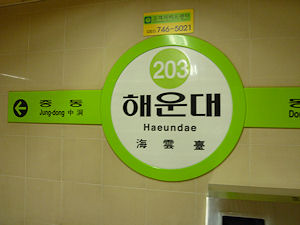 746-5021
203
해운대
Haeundae
海 雲 臺
중 동
Jung-dong 中 洞